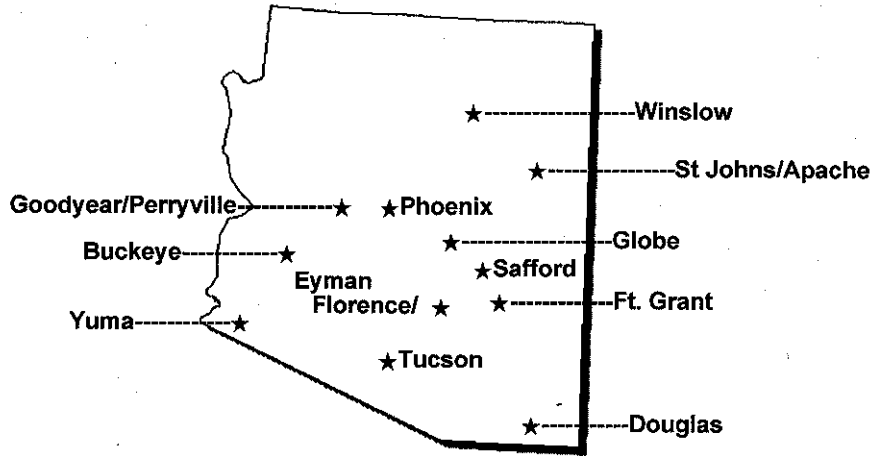 Winslow
St Johns/Apache
Goodyear/Perryville
Phoenix
Globe
Buckeye
Safford
Eyman
Florence/
Ft. Grant
Yuma
Tucson
Douglas